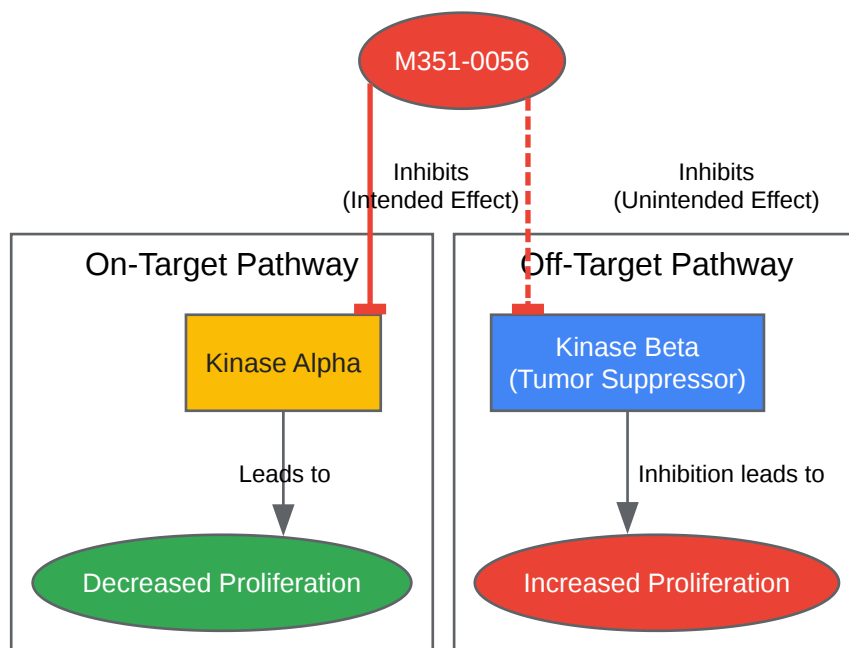 M351-0056
Inhibits
(Intended Effect)
Inhibits
(Unintended Effect)
On-Target Pathway
Off-Target Pathway
Kinase Alpha
Kinase Beta
(Tumor Suppressor)
Leads to
Inhibition leads to
Decreased Proliferation
Increased Proliferation